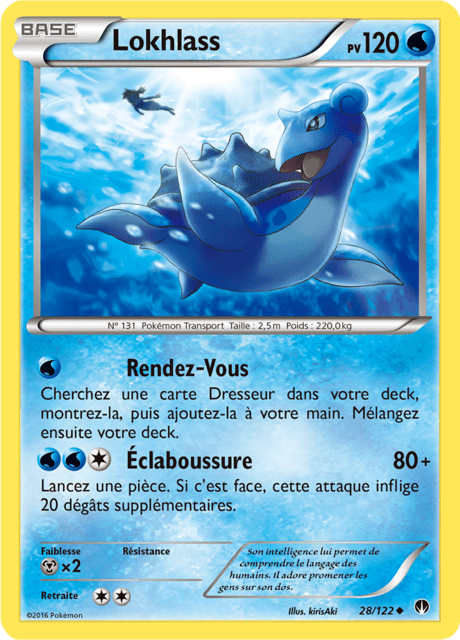 BASE Lokhlass PV120
N° 131 Pokémon Transport Taille : 2,5 m Poids : 220,0 kg
Rendez-Vous
Cherchez une carte Dresseur dans votre deck,
montrez-la, puis ajoutez-la à votre main. Mélangez
ensuite votre deck.
Éclaboussure 80+
Lancez une pièce. Si c'est face, cette attaque inflige
20 dégâts supplémentaires.
Faiblesse Résistance
×2
Retraite
Son intelligence lui permet de
comprendre le langage des
humains. Il adore promener les
gens sur son dos.
©2016 Pokémon Illus. kirisAki 28/122